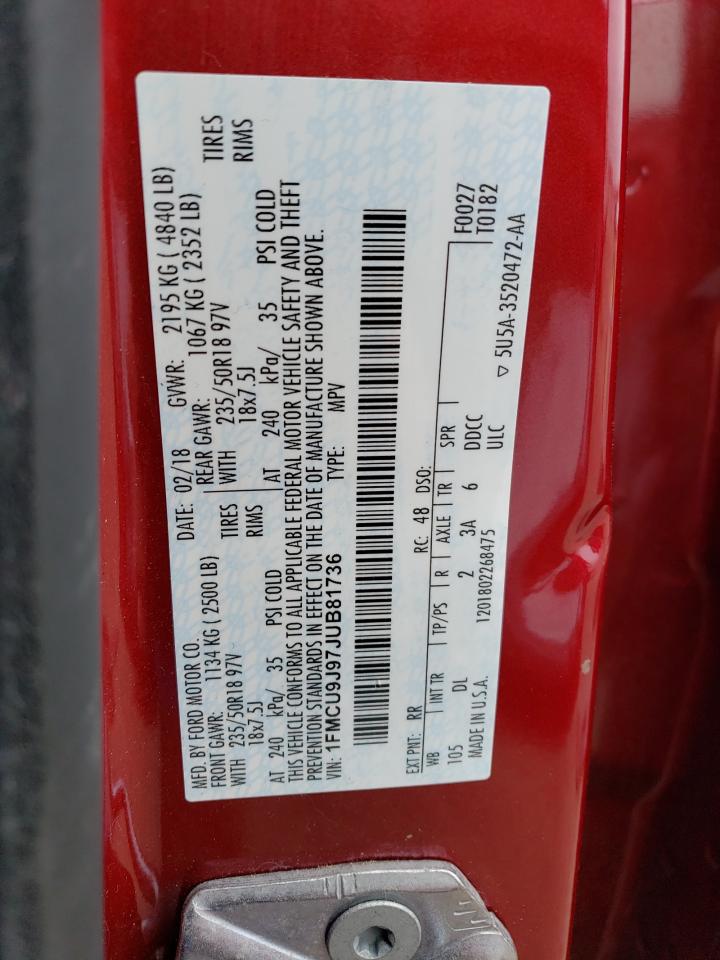 MFD. BY FORD MOTOR CO. DATE: 02/18 GVWR: 2195 KG ( 4840 LB)
FRONT GAWR: 1134 KG ( 2500 LB) REAR GAWR: 1067 KG ( 2352 LB)
WITH 235/50R18 97V TIRES WITH 235/50R18 97V TIRES
18x7.5J RIMS 18x7.5J RIMS
AT 240 kPa/ 35 PSI COLD AT 240 kPa/ 35 PSI COLD
THIS VEHICLE CONFORMS TO ALL APPLICABLE FEDERAL MOTOR VEHICLE SAFETY AND THEFT
PREVENTION STANDARDS IN EFFECT ON THE DATE OF MANUFACTURE SHOWN ABOVE.
VIN: 1FMCU9J97JUB81736 TYPE: MPV
EXT PNT: RR RC: 48 DSO: F0027
WB INT TR TP/PS R AXLE TR SPR T0182
105 DL 2 3A 6 DDCC
MADE IN U.S.A. 1201802268475 ULC ▽ 5U5A-3520472-AA